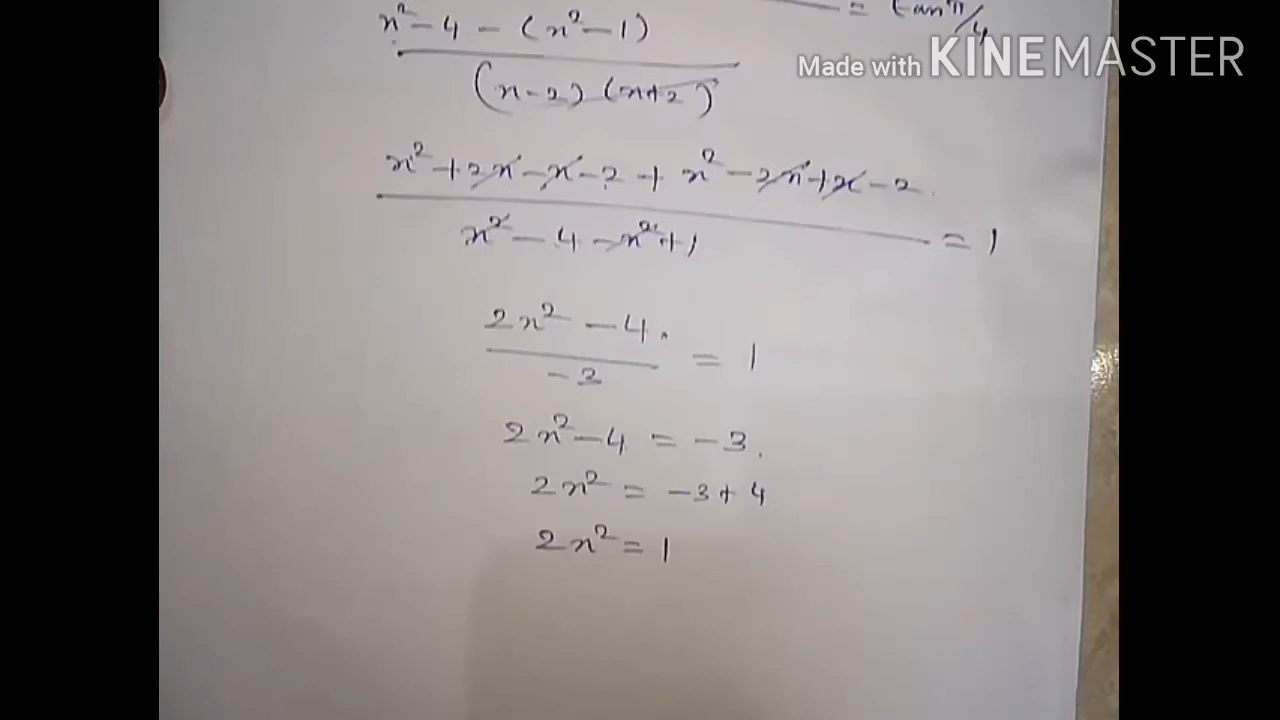 = tan π/4
x² - 4 - (x² - 1)
Made with KINEMASTER
(x - 2) (x + 2)
x² + 2x - x - 2 + x² - 2x + x - 2
x² - 4 - x² + 1 = 1
2x² - 4.
- 3 = 1
2x² - 4 = - 3.
2x² = - 3 + 4
2x² = 1